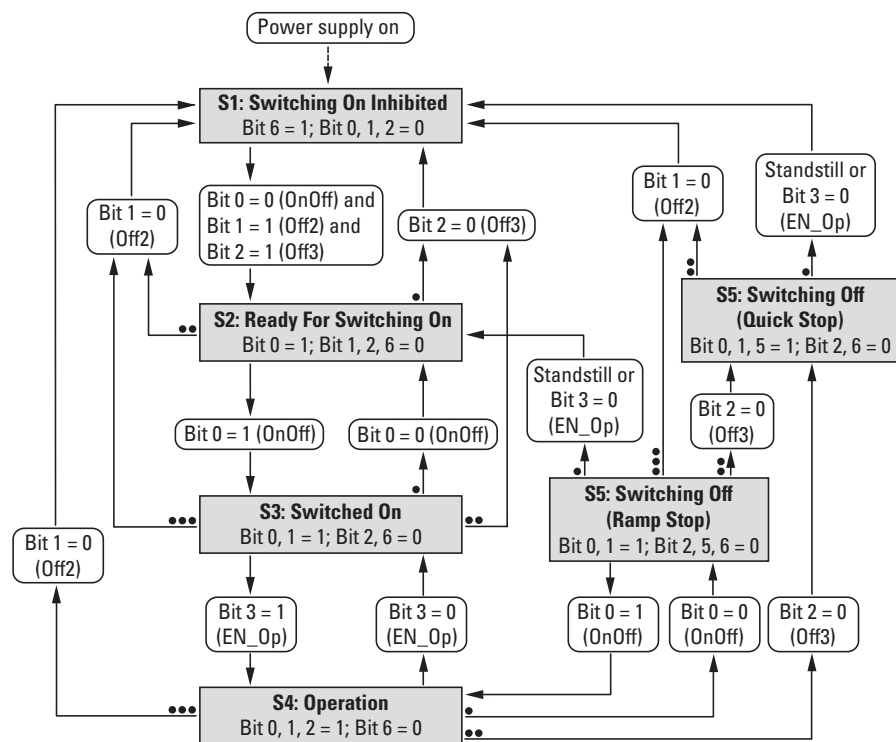 Power supply on
S1: Switching On Inhibited
Bit 6 = 1; Bit 0, 1, 2 = 0
Bit 1 = 0
(Off2)
Bit 0 = 0 (OnOff) and
Bit 1 = 1 (Off2) and
Bit 2 = 1 (Off3)
Bit 2 = 0 (Off3)
Bit 1 = 0
(Off2)
Standstill or
Bit 3 = 0
(EN_Op)
S2: Ready For Switching On
Bit 0 = 1; Bit 1, 2, 6 = 0
S5: Switching Off
(Quick Stop)
Bit 0, 1, 5 = 1; Bit 2, 6 = 0
Standstill or
Bit 3 = 0
(EN_Op)
Bit 2 = 0
(Off3)
Bit 0 = 1 (OnOff)
Bit 0 = 0 (OnOff)
S3: Switched On
Bit 0, 1 = 1; Bit 2, 6 = 0
S5: Switching Off
(Ramp Stop)
Bit 0, 1 = 1; Bit 2, 5, 6 = 0
Bit 1 = 0
(Off2)
Bit 3 = 1
(EN_Op)
Bit 3 = 0
(EN_Op)
Bit 0 = 1
(OnOff)
Bit 0 = 0
(OnOff)
Bit 2 = 0
(Off3)
S4: Operation
Bit 0, 1, 2 = 1; Bit 6 = 0